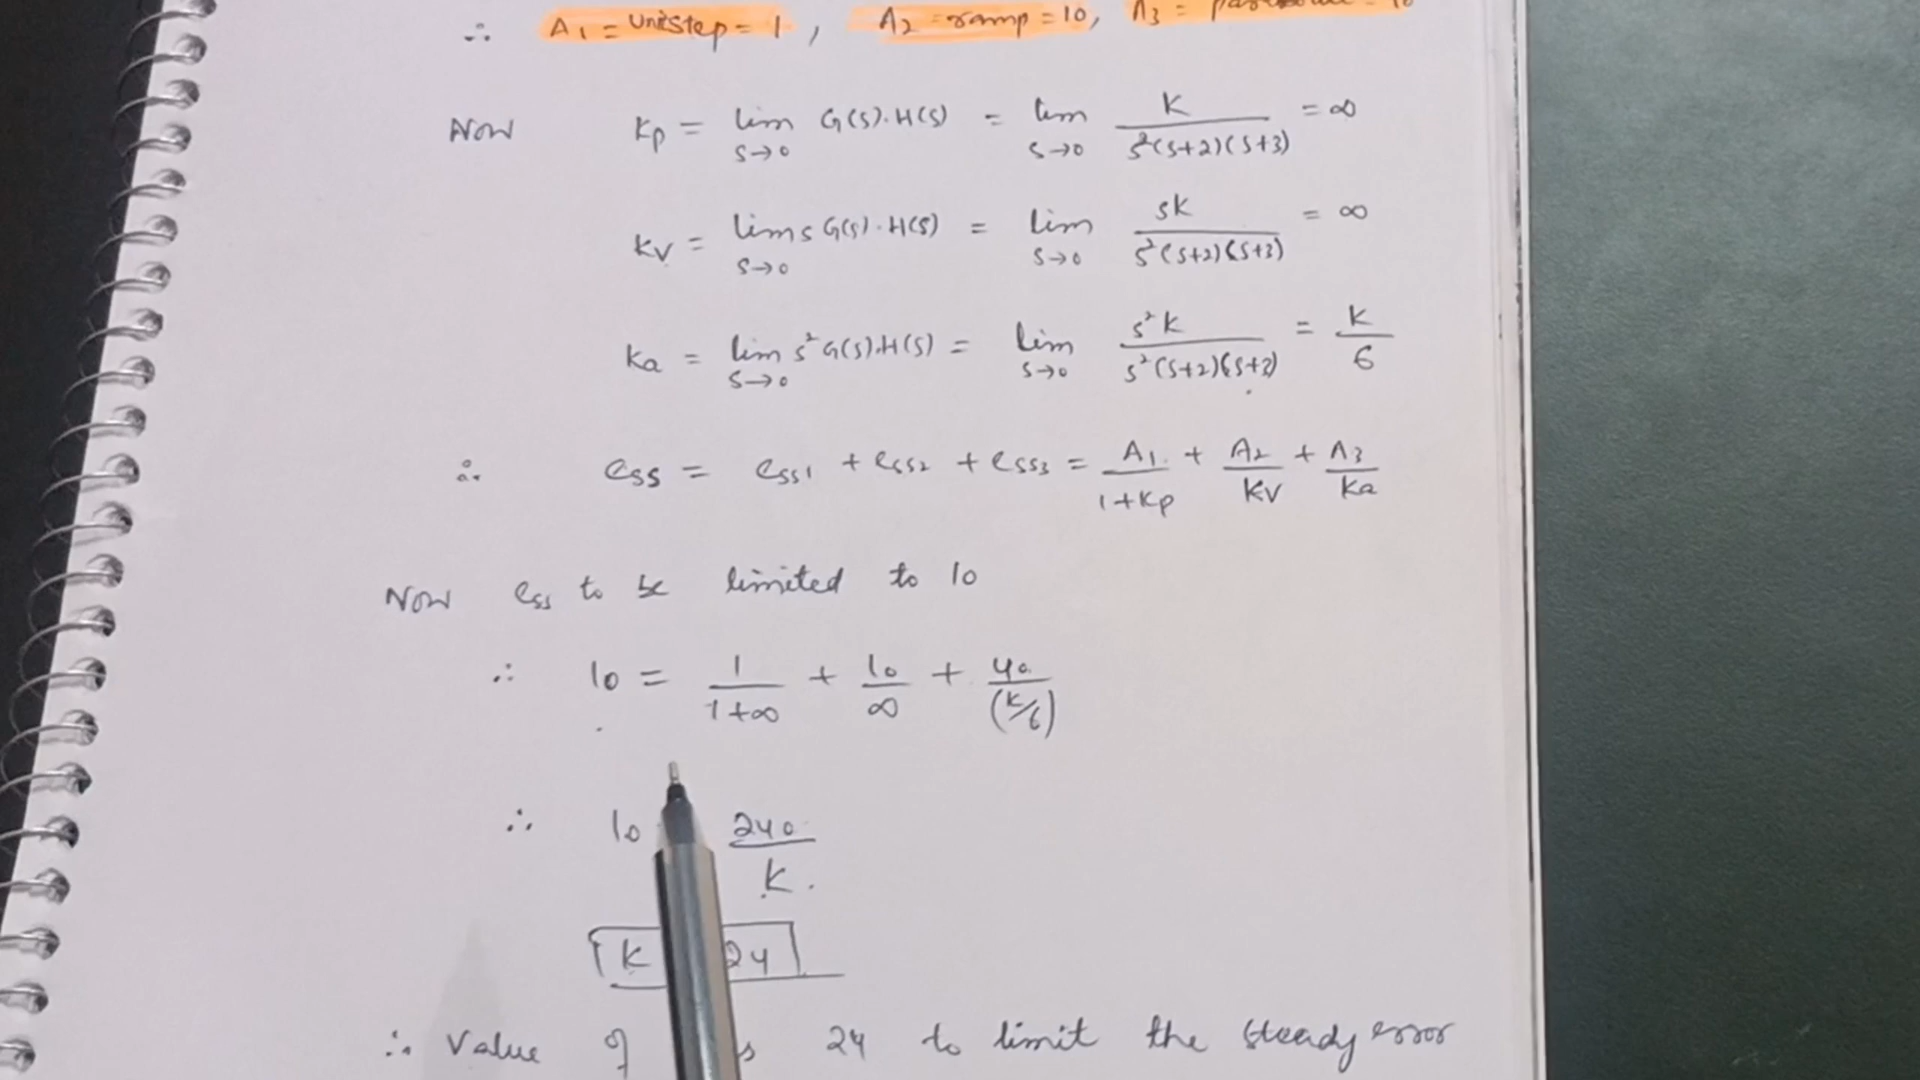 ∴ A1 = unistep = 1, A2 = ramp = 10, A3 =
Now Kp = lim s→0 G(s).H(s) = lim s→0 K / s²(s+2)(s+3) = ∞
Kv = lim s→0 s G(s).H(s) = lim s→0 sK / s²(s+2)(s+3) = ∞
Ka = lim s→0 s² G(s).H(s) = lim s→0 s²K / s²(s+2)(s+3) = K/6
∴ ess = ess1 + ess2 + ess3 = A1/(1+Kp) + A2/Kv + A3/Ka
Now ess to be limited to 10
∴ 10 = 1/(1+∞) + 10/∞ + 40/(K/6)
∴ 10 240/K.
K 24
∴ Value of 24 to limit the steady error